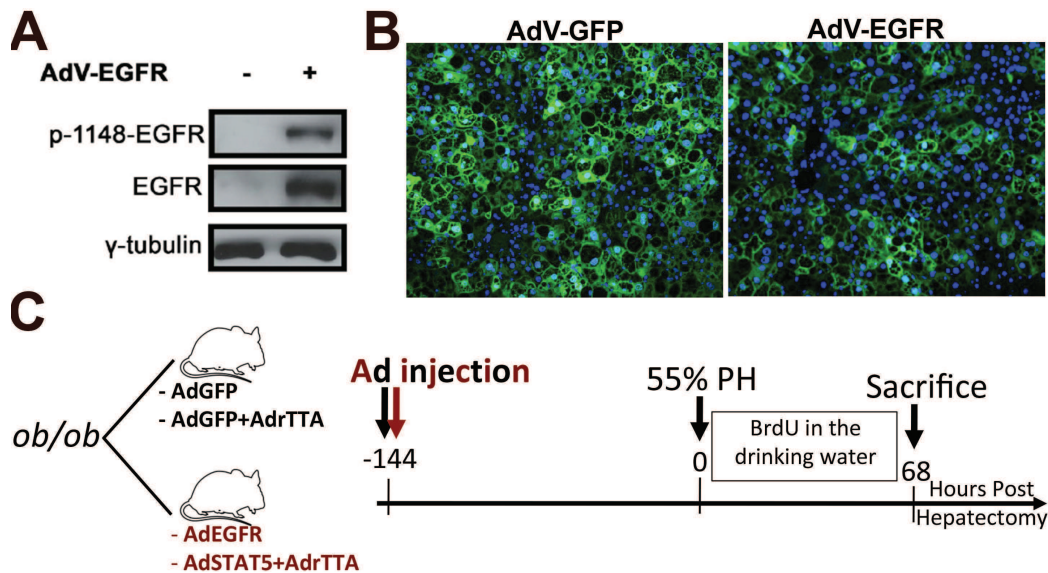 A
AdV-EGFR - +
p-1148-EGFR
EGFR
γ-tubulin
B
AdV-GFP
AdV-EGFR
C
ob/ob
- AdGFP
- AdGFP+AdrTTA
- AdEGFR
- AdSTAT5+AdrTTA
Ad injection
-144
55% PH
0
BrdU in the
drinking water
Sacrifice
68
Hours Post
Hepatectomy